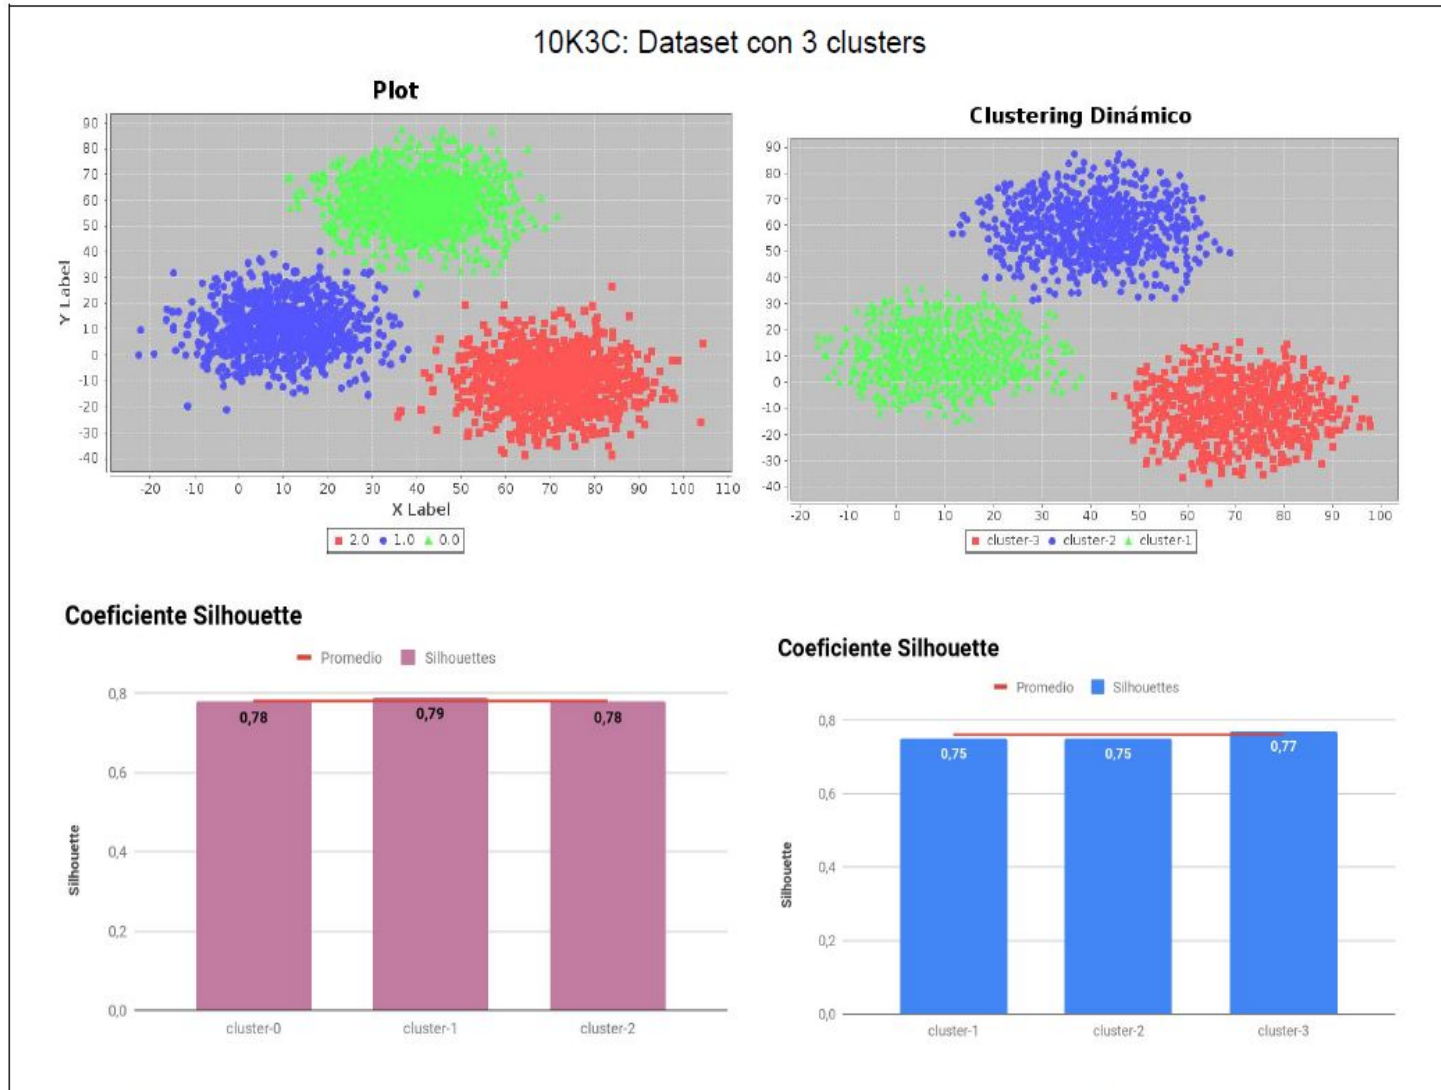 10K3C: Dataset con 3 clusters
Plot
Y Label
90
80
70
60
50
40
30
20
10
0
-10
-20
-30
-40
-20 -10 0 10 20 30 40 50 60 70 80 90 100 110
X Label
2.0 1.0 0.0
Clustering Dinámico
90
80
70
60
50
40
30
20
10
0
-10
-20
-30
-40
-20 -10 0 10 20 30 40 50 60 70 80 90 100
cluster-3 cluster-2 cluster-1
Coeficiente Silhouette
Promedio Silhouettes
Silhouette
0,8
0,6
0,4
0,2
0,0
0,78 0,79 0,78
cluster-0 cluster-1 cluster-2
Coeficiente Silhouette
Promedio Silhouettes
Silhouette
0,8
0,6
0,4
0,2
0,0
0,75 0,75 0,77
cluster-1 cluster-2 cluster-3